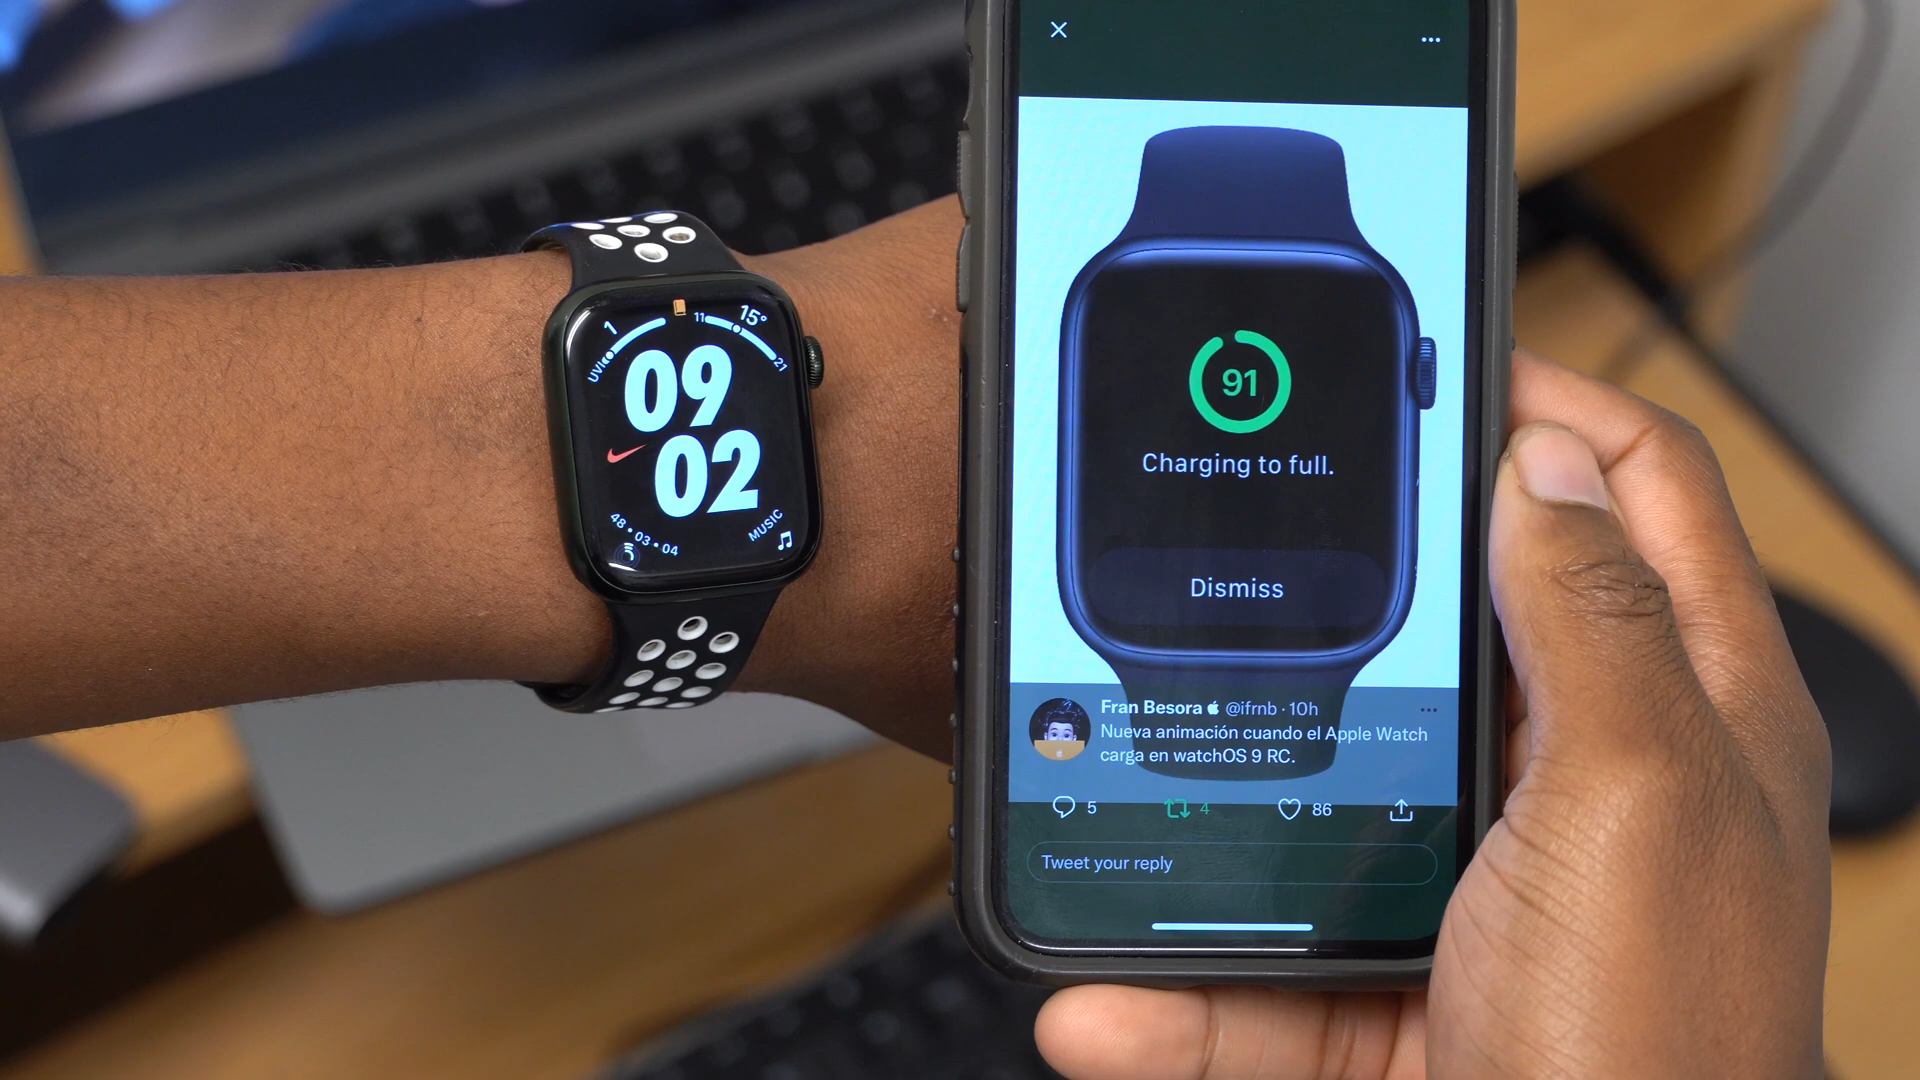 1
11
15°
UVI
21
09
02
48•03•04
MUSIC
91
Charging to full.
Dismiss
Fran Besora @ifrnb · 10h
Nueva animación cuando el Apple Watch
carga en watchOS 9 RC.
5
4
86
Tweet your reply